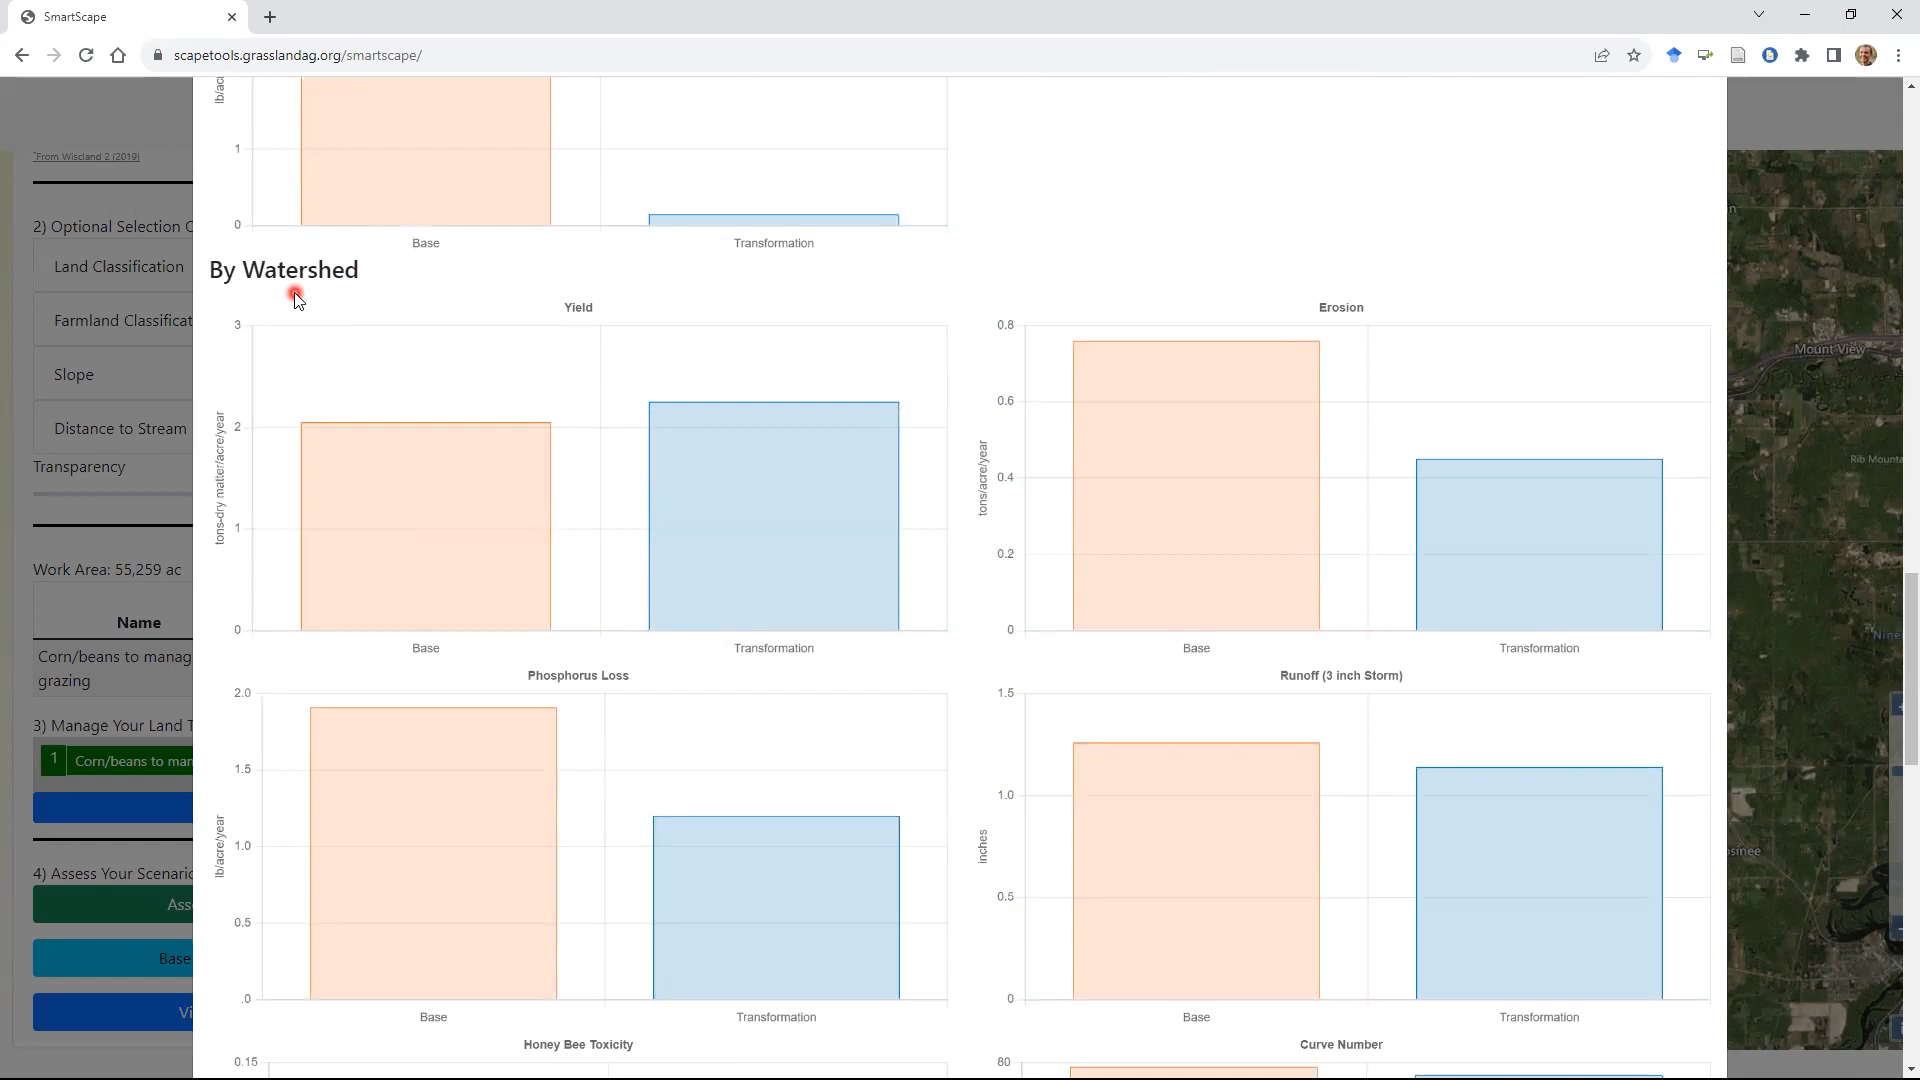 SmartScape
scapetools.grasslandag.org/smartscape/
*From Wiscland 2 (2019)
2) Optional Selection
Land Classification
Farmland Classificat
Slope
Distance to Stream
Transparency
Work Area: 55,259 ac
Name
Corn/beans to manag
grazing
3) Manage Your Land T
1 Corn/beans to man
4) Assess Your Scenario
Ass
Base
Vi
lb/ac
1
0
Base Transformation
By Watershed
Yield
3
2
1
0
tons-dry matter/acre/year
Base Transformation
Erosion
0.8
0.6
0.4
0.2
0
tons/acre/year
Base Transformation
Phosphorus Loss
2.0
1.5
1.0
0.5
.0
lb/acre/year
Base Transformation
Runoff (3 inch Storm)
1.5
1.0
0.5
0
inches
Base Transformation
Honey Bee Toxicity
0.15
Curve Number
80
Mount View
Rib Mounta
Nine
osinee